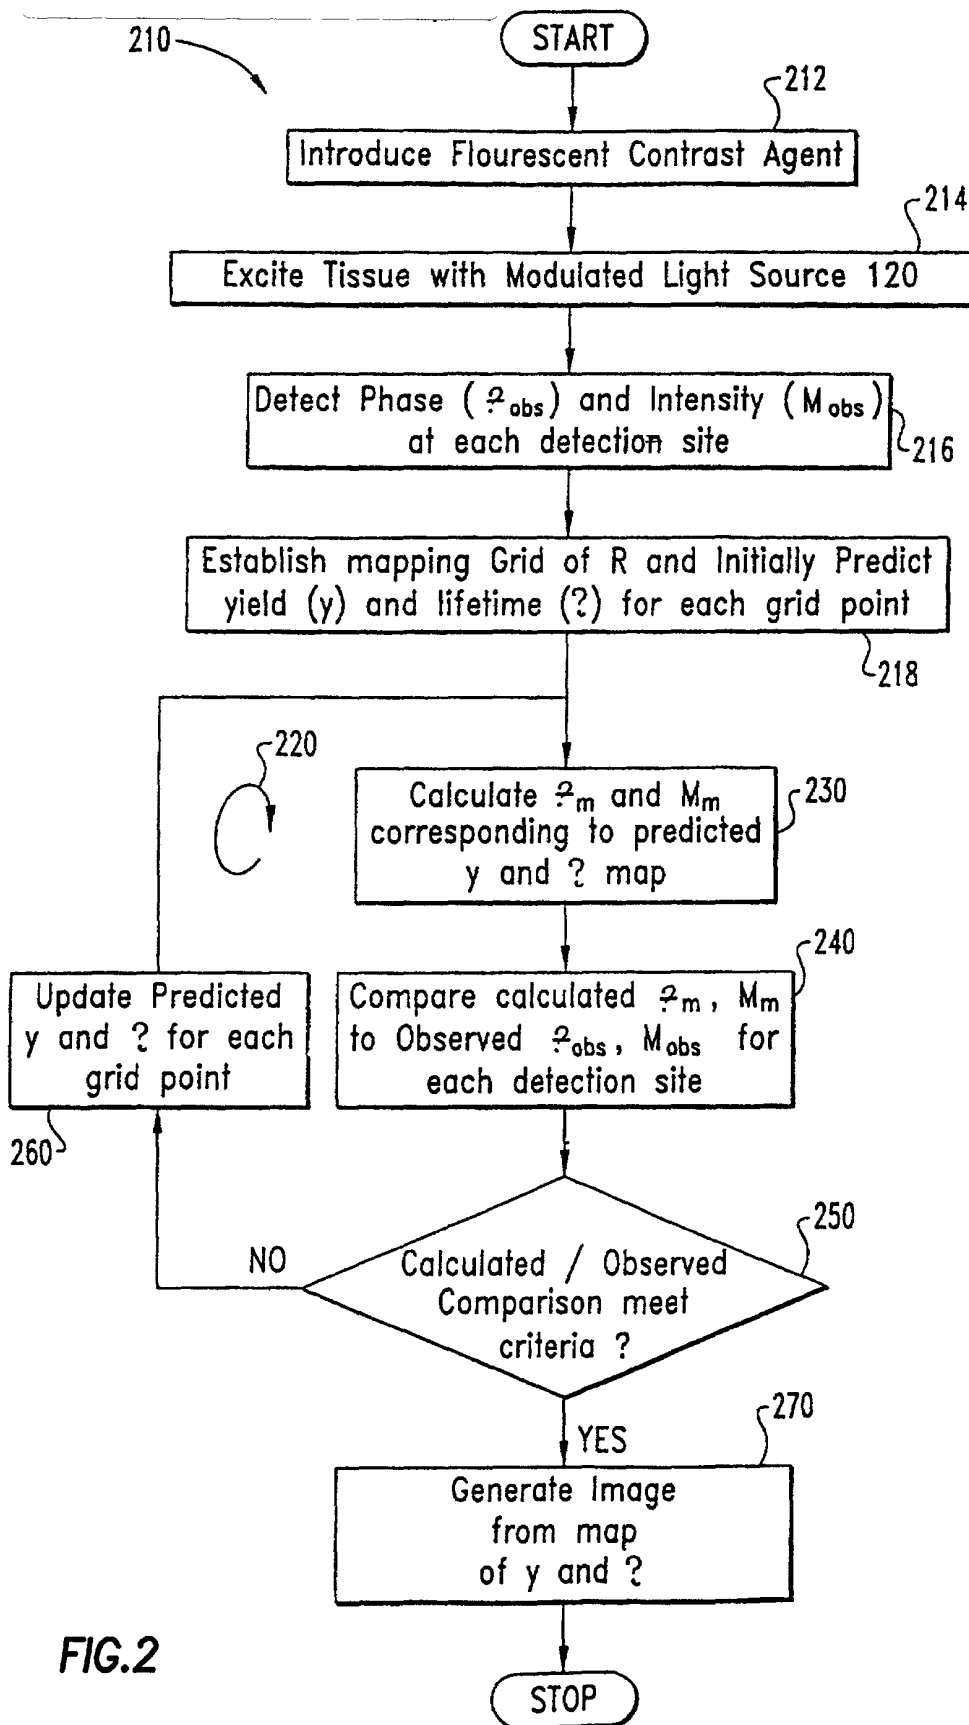 210
START
212
Introduce Flourescent Contrast Agent
214
Excite Tissue with Modulated Light Source 120
Detect Phase (?obs) and Intensity (Mobs)
at each detection site
216
Establish mapping Grid of R and Initially Predict
yield (y) and lifetime (?) for each grid point
218
220
Calculate ?m and Mm
corresponding to predicted
y and ? map
230
240
Compare calculated ?m, Mm
to Observed ?obs, Mobs for
each detection site
Update Predicted
y and ? for each
grid point
260
250
NO
Calculated / Observed
Comparison meet
criteria ?
YES
270
Generate Image
from map
of y and ?
FIG.2
STOP